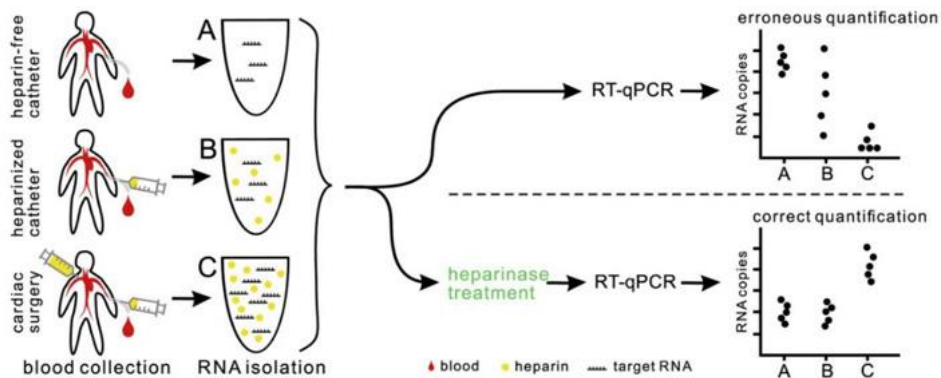 heparin-free
catheter
A
heparinized
catheter
B
cardiac
surgery
C
blood collection
RNA isolation
RT-qPCR
erroneous quantification
RNA copies
A B C
heparinase
treatment
RT-qPCR
correct quantification
RNA copies
A B C
blood heparin target RNA